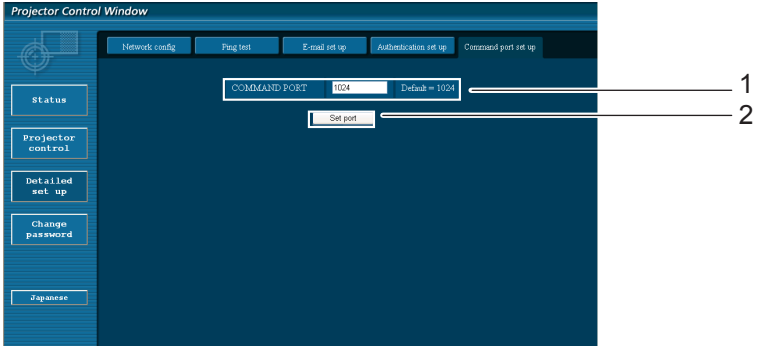 Projector Control Window
Network config
Ping test
E-mail set up
Authentication set up
Command port set up
COMMAND PORT 1024 Default = 1024
1
Set port
2
Status
Projector
control
Detailed
set up
Change
password
Japanese